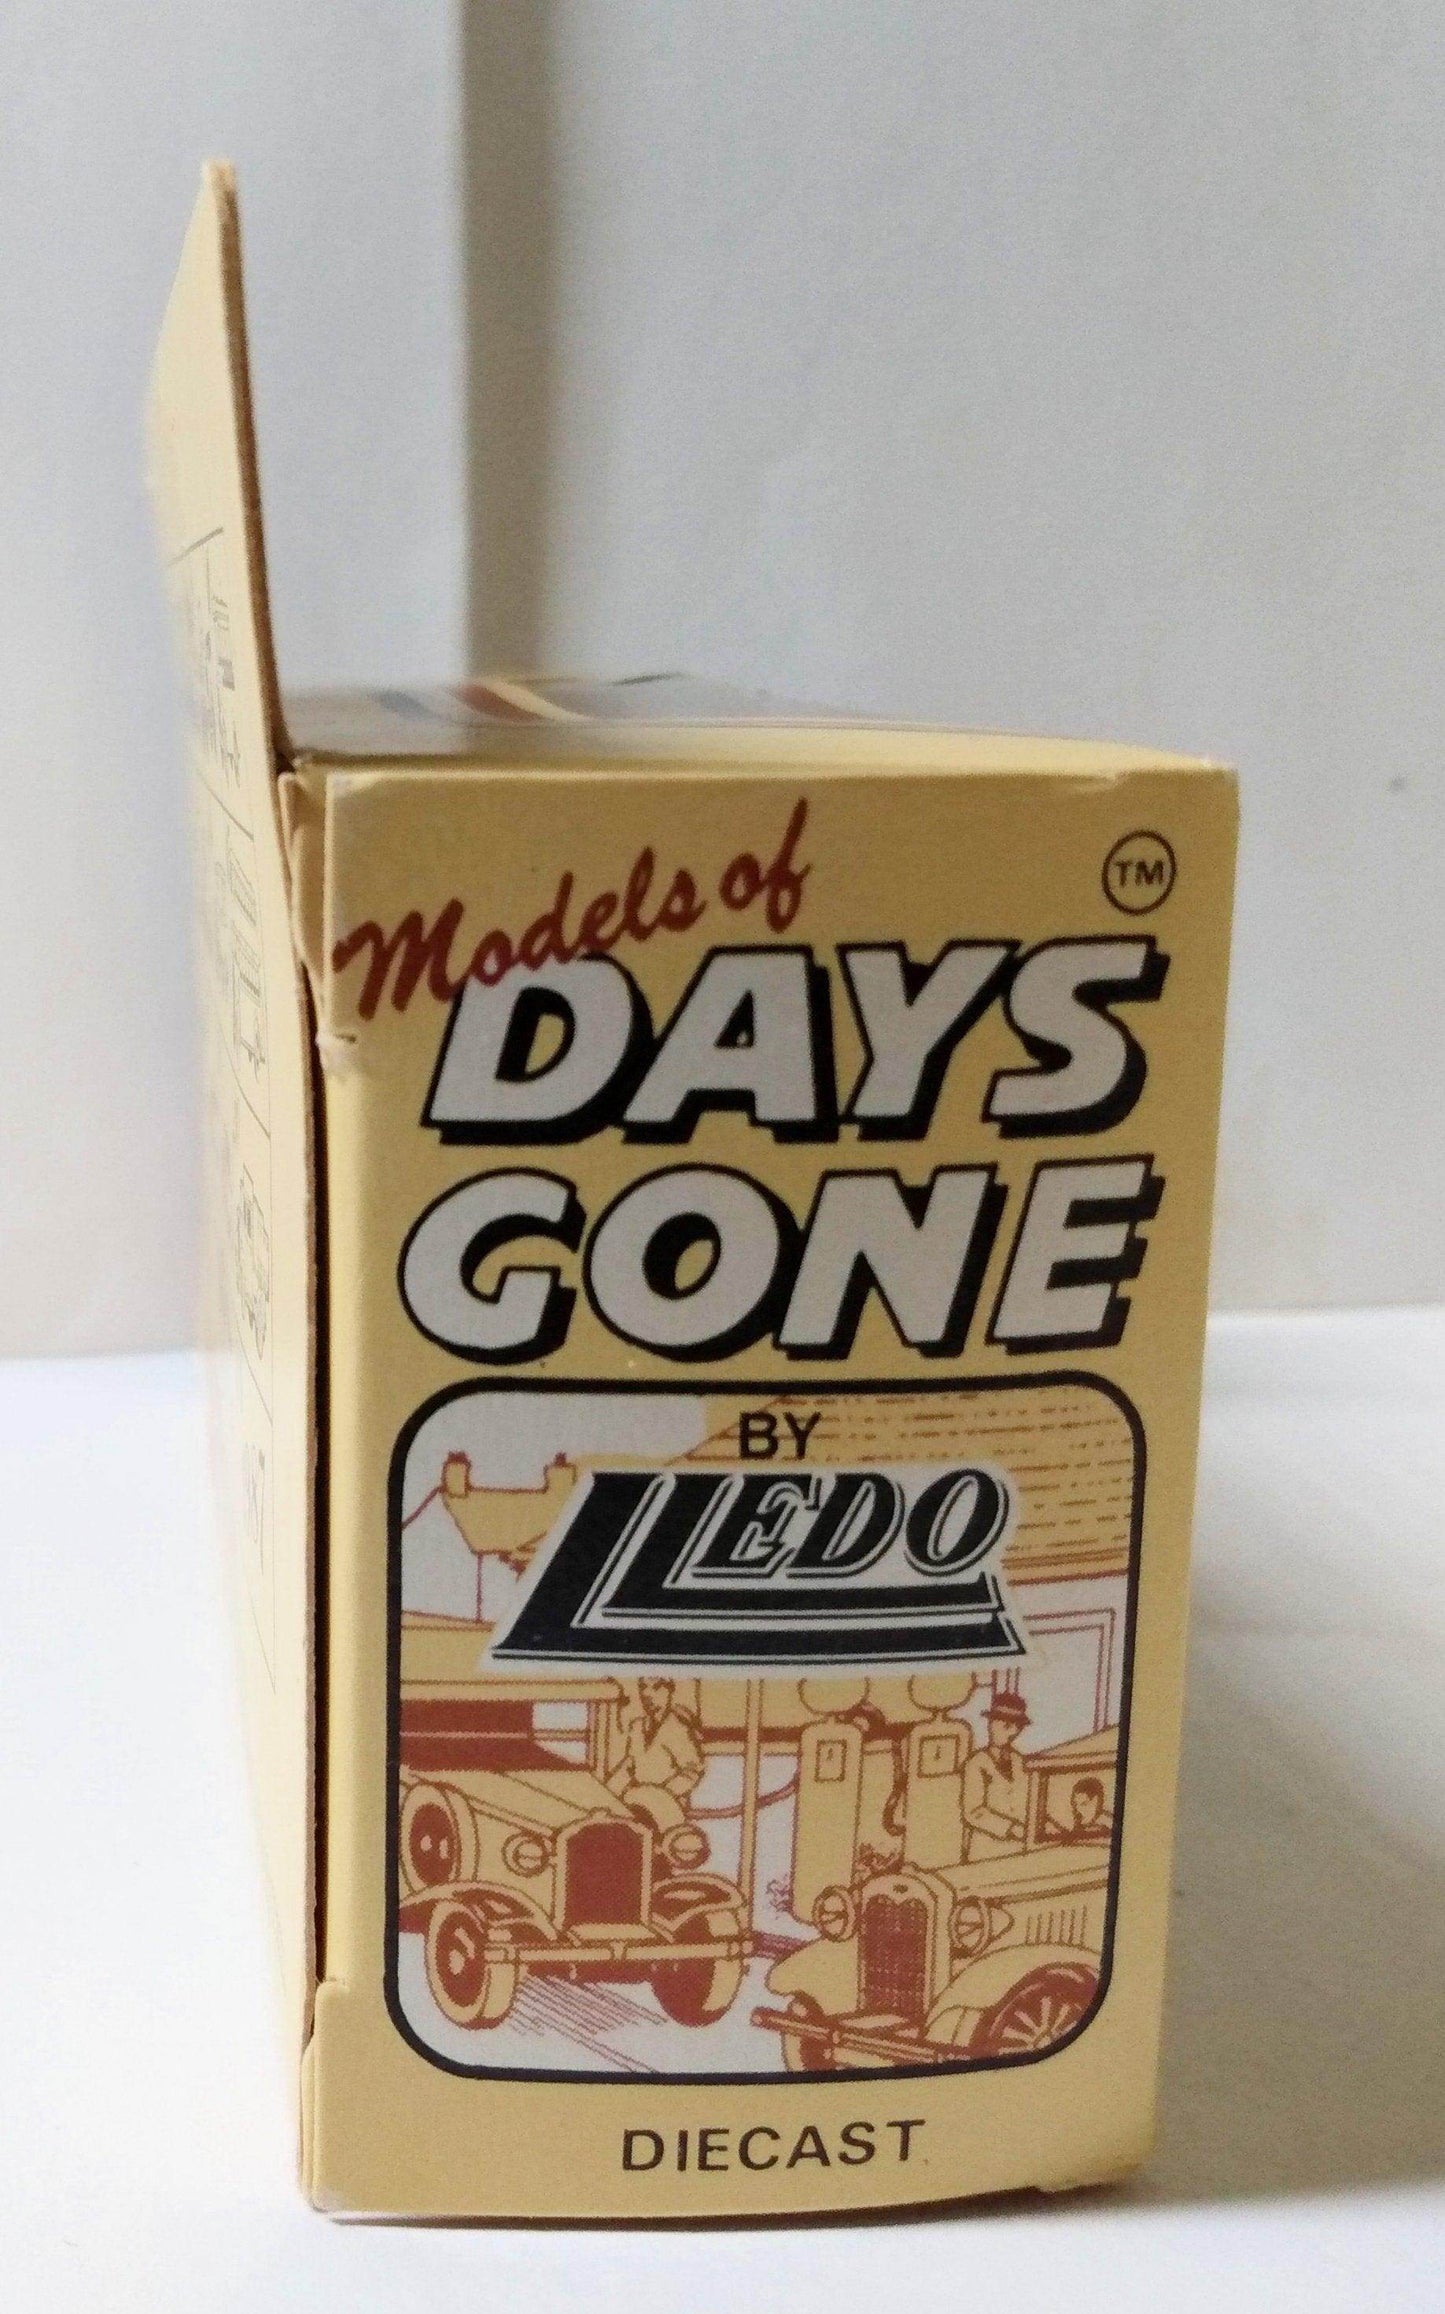 Models of
TM
DAYS
GONE
BY
LLEDO
DIECAST